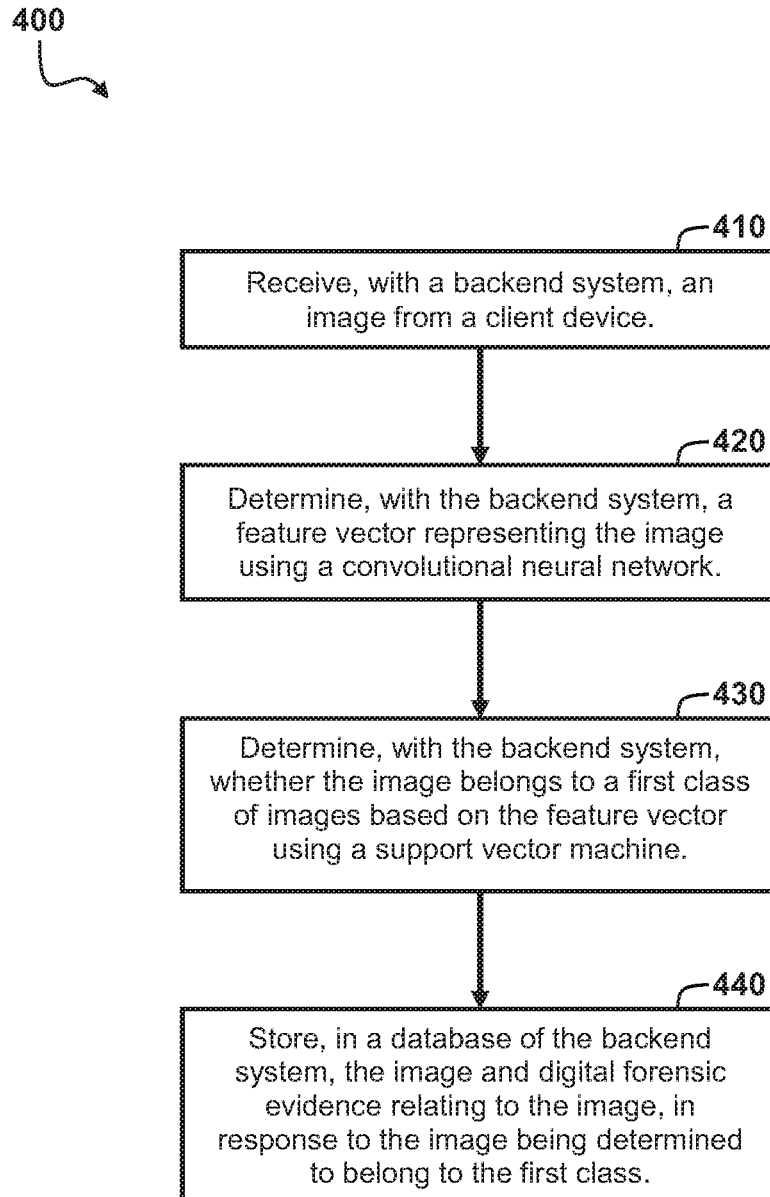 400
410
Receive, with a backend system, an
image from a client device.
420
Determine, with the backend system, a
feature vector representing the image
using a convolutional neural network.
430
Determine, with the backend system,
whether the image belongs to a first class
of images based on the feature vector
using a support vector machine.
440
Store, in a database of the backend
system, the image and digital forensic
evidence relating to the image, in
response to the image being determined
to belong to the first class.